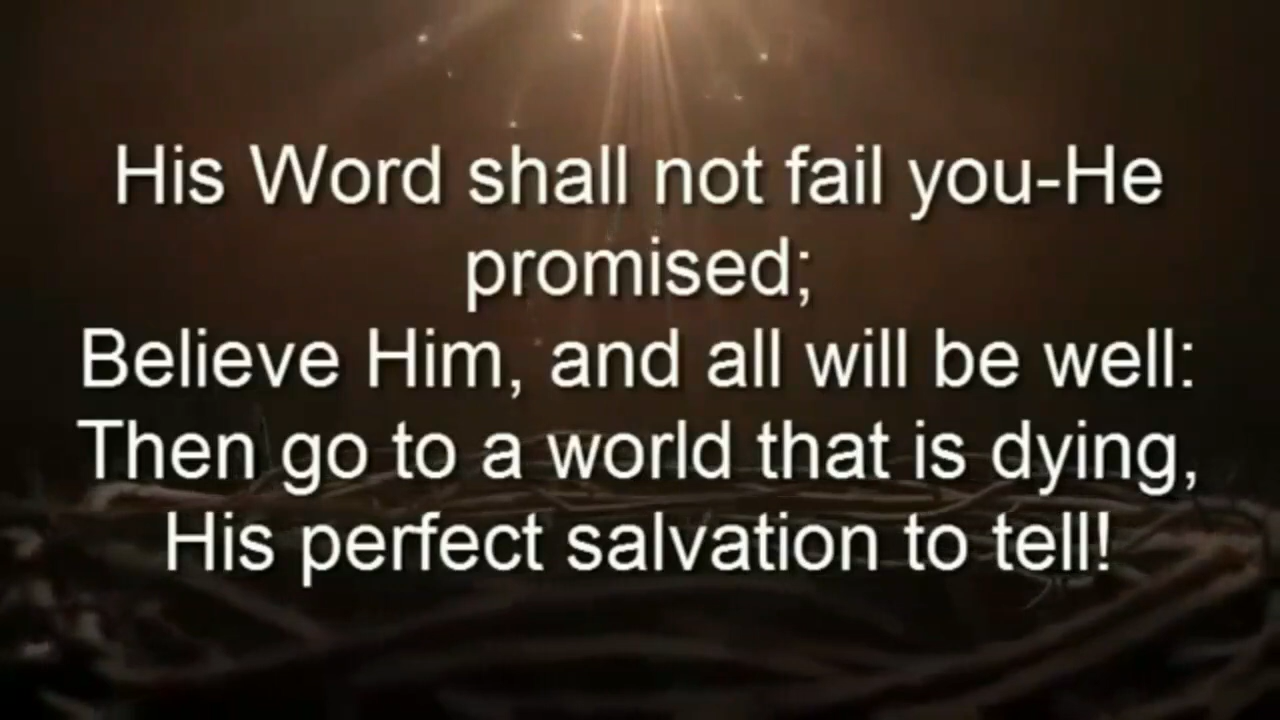 His Word shall not fail you-He
promised;
Believe Him, and all will be well:
Then go to a world that is dying,
His perfect salvation to tell!